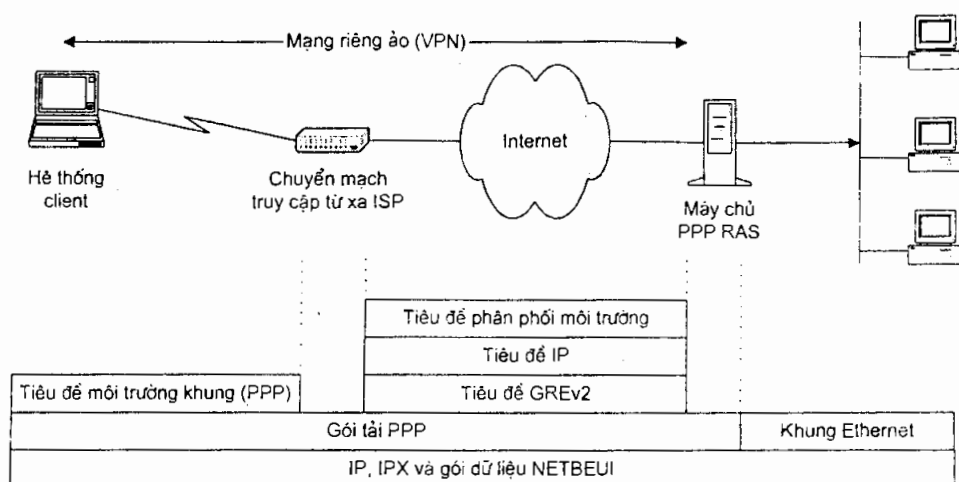 Mạng riêng ảo (VPN)
Internet
Hệ thống
client
Chuyển mạch
truy cập từ xa ISP
Máy chủ
PPP RAS
Tiêu đề phân phối môi trường
Tiêu đề IP
Tiêu đề môi trường khung (PPP)
Tiêu đề GREv2
Gói tải PPP
Khung Ethernet
IP, IPX và gói dữ liệu NETBEUI